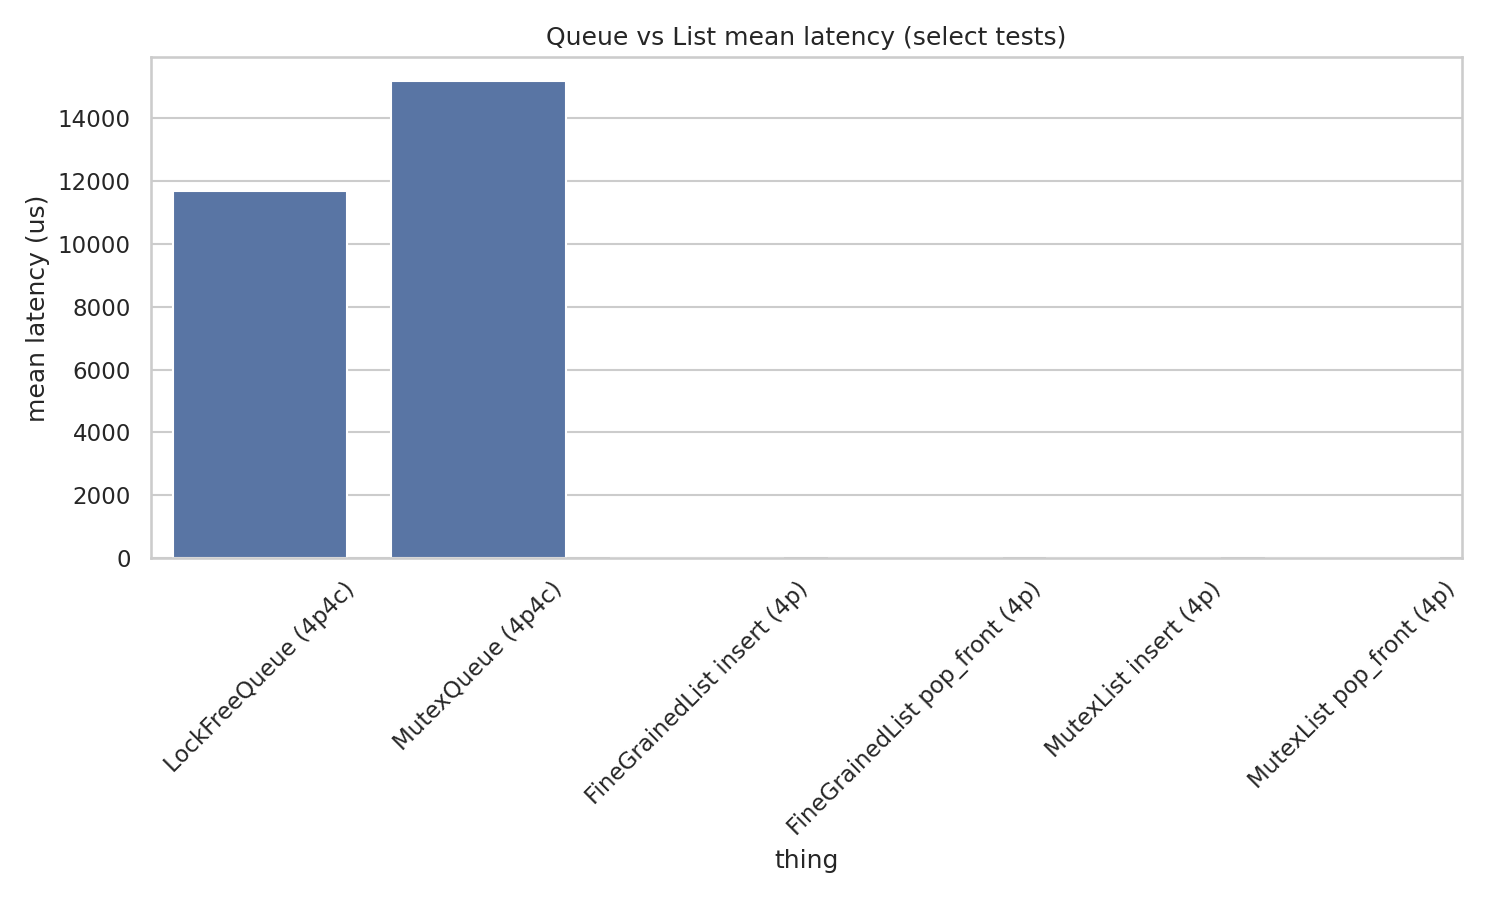 Queue vs List mean latency (select tests)
mean latency (us)
14000
12000
10000
8000
6000
4000
2000
0
LockFreeQueue (4p4c)
MutexQueue (4p4c)
FineGrainedList insert (4p)
FineGrainedList pop_front (4p)
MutexList insert (4p)
MutexList pop_front (4p)
thing